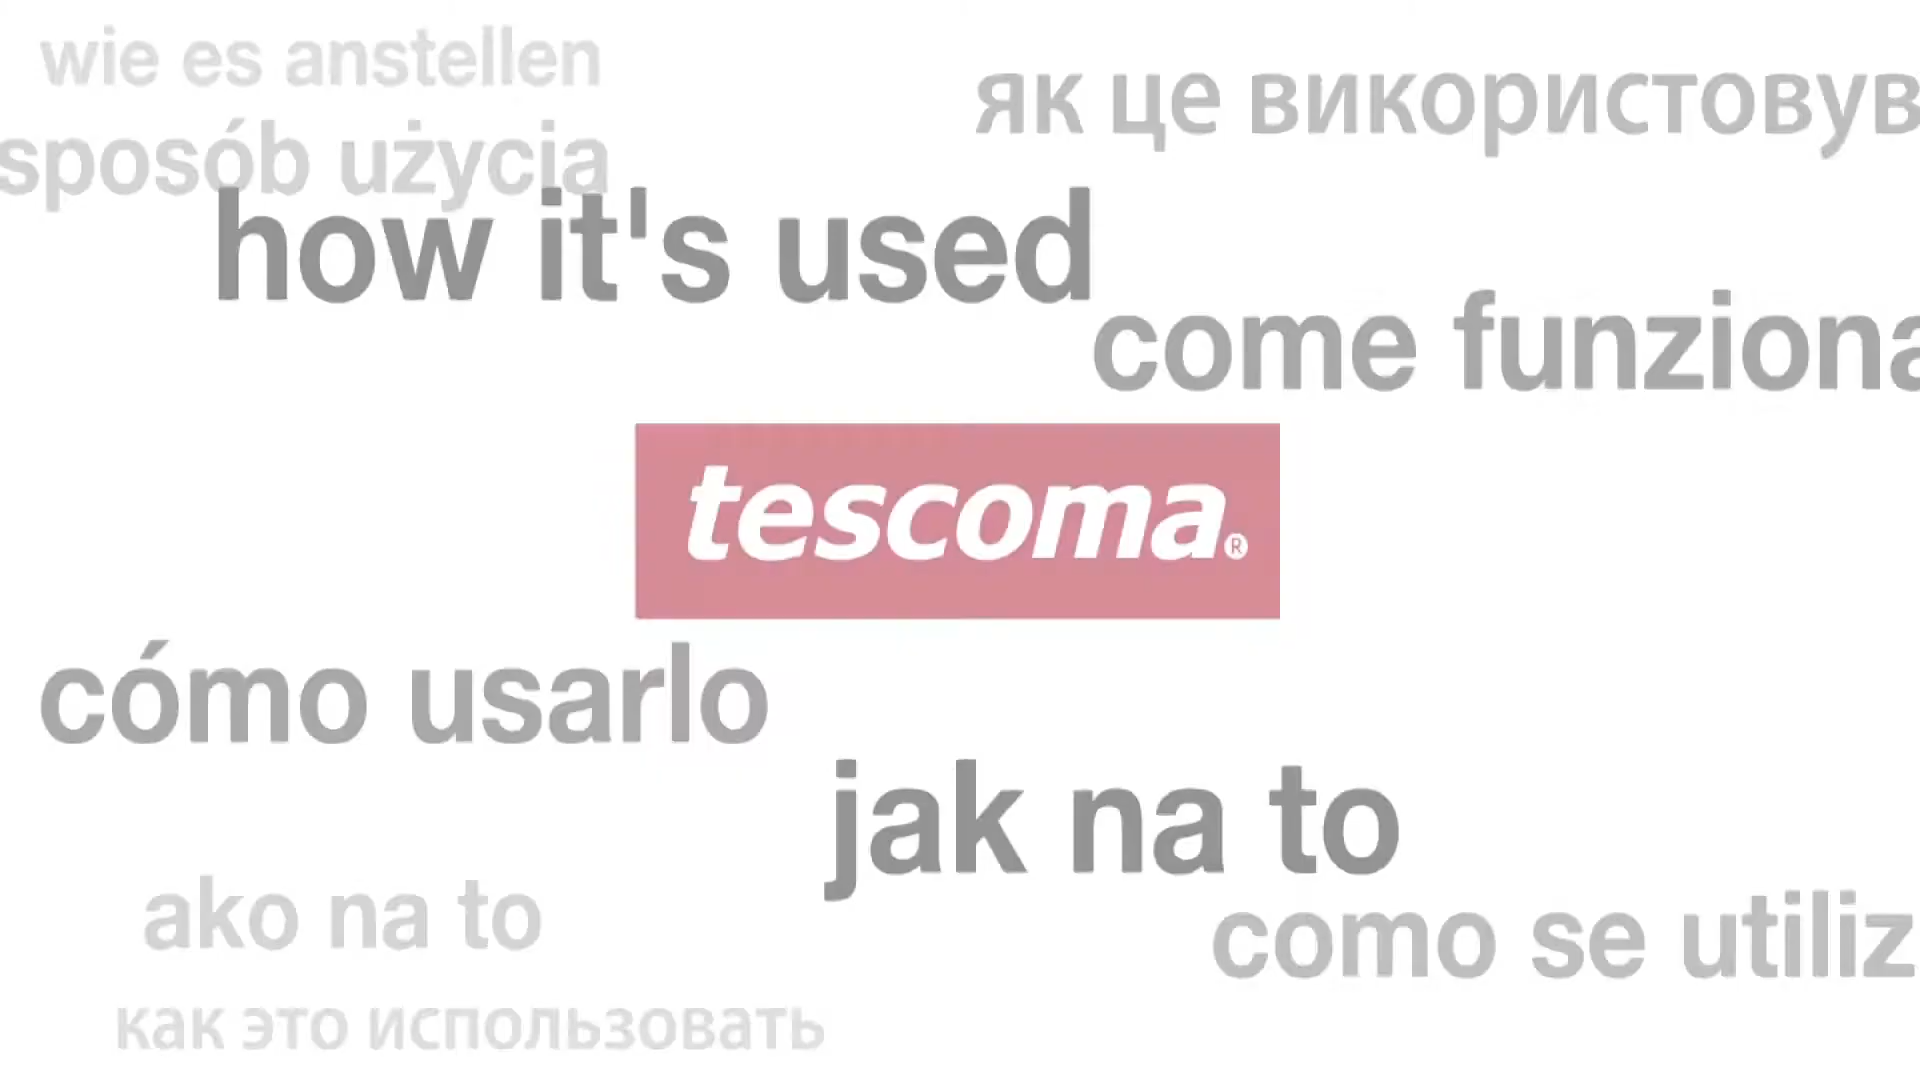 wie es anstellen
як це використовув
sposób użycia
how it's used
come funziona
tescoma®
cómo usarlo
jak na to
ako na to
como se utiliz
как это использовать